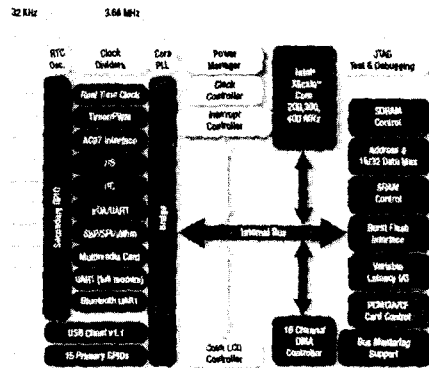 32 KHz
3.68 MHz
RTC
Osc.
Clock
Dividers
Core
PLL
Power
Manager
Intel
XScale
Core
200,300,
400 MHz
JTAG
Test & Debugging
Clock
Controller
Interrupt
Controller
Real Time Clock
Timer/PWM
AC97 Interface
I²S
I²C
IrDA/UART
SSP/SPI
Multimedia Card
UART
Bluetooth UART
Secondary GPIO
Bridge
Internal Bus
SDRAM
Control
Address &
16/32 Data Mux
SRAM
Control
Burst Flash
Interface
Variable
Latency I/O
PCMCIA/CF
Card Control
Bus Mastering
Support
USB Client v1.1
15 Primary GPIOs
Color LCD
Controller
16 Channel
DMA
Controller